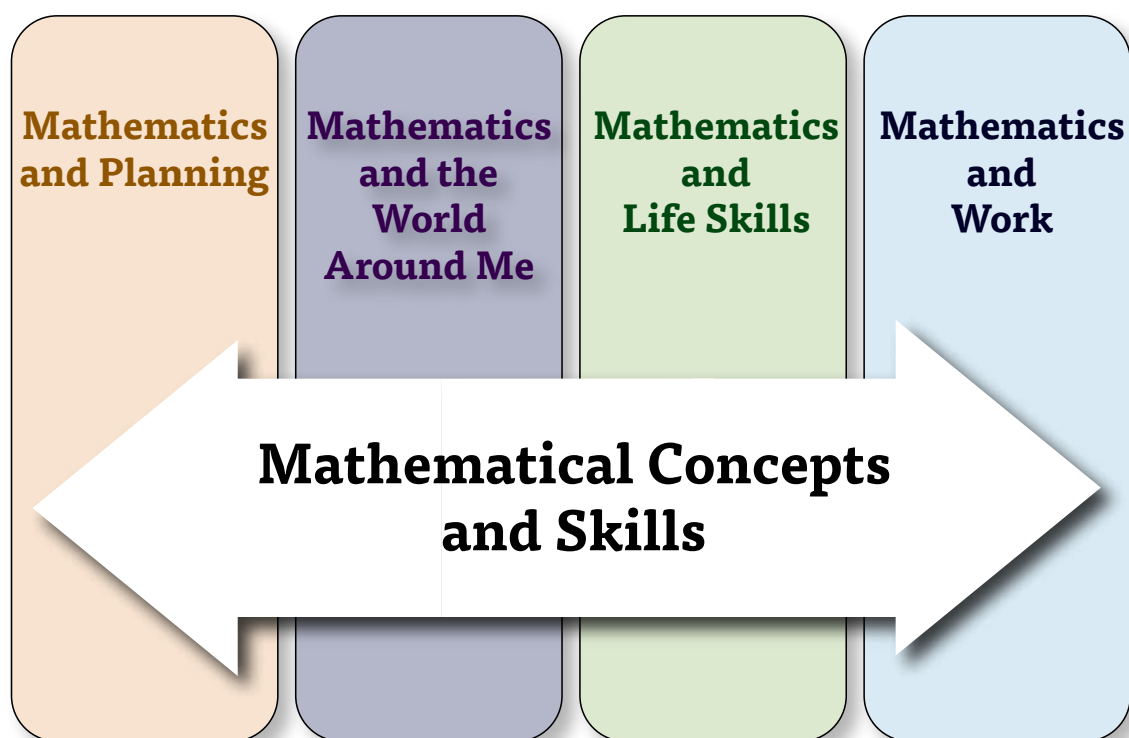 Mathematics
and Planning
Mathematics
and the
World
Around Me
Mathematics
and
Life Skills
Mathematics
and
Work
Mathematical Concepts
and Skills